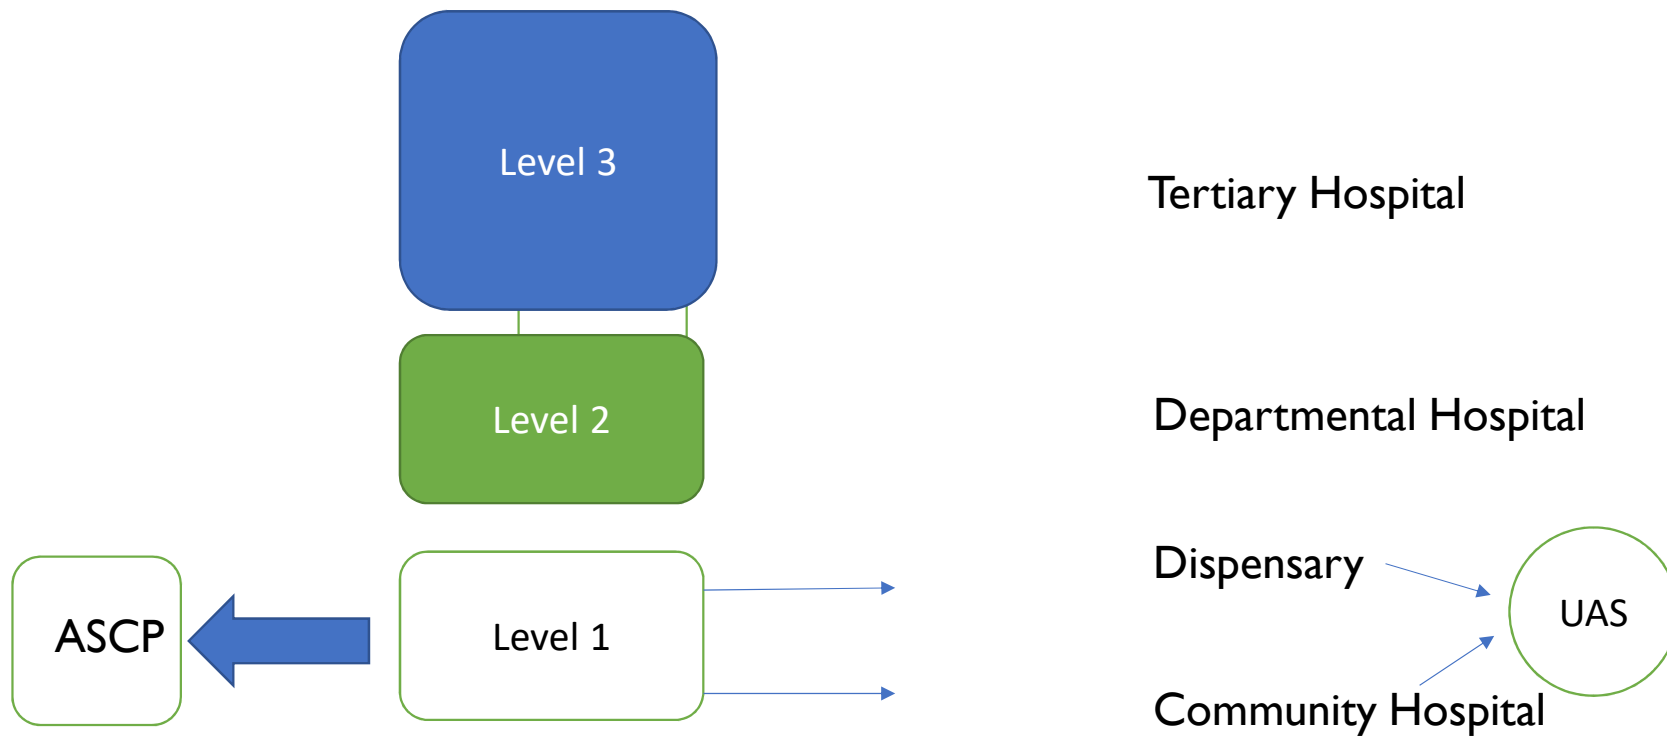 Level 3
Tertiary Hospital
Level 2
Departmental Hospital
Dispensary
ASCP
Level 1
UAS
Community Hospital